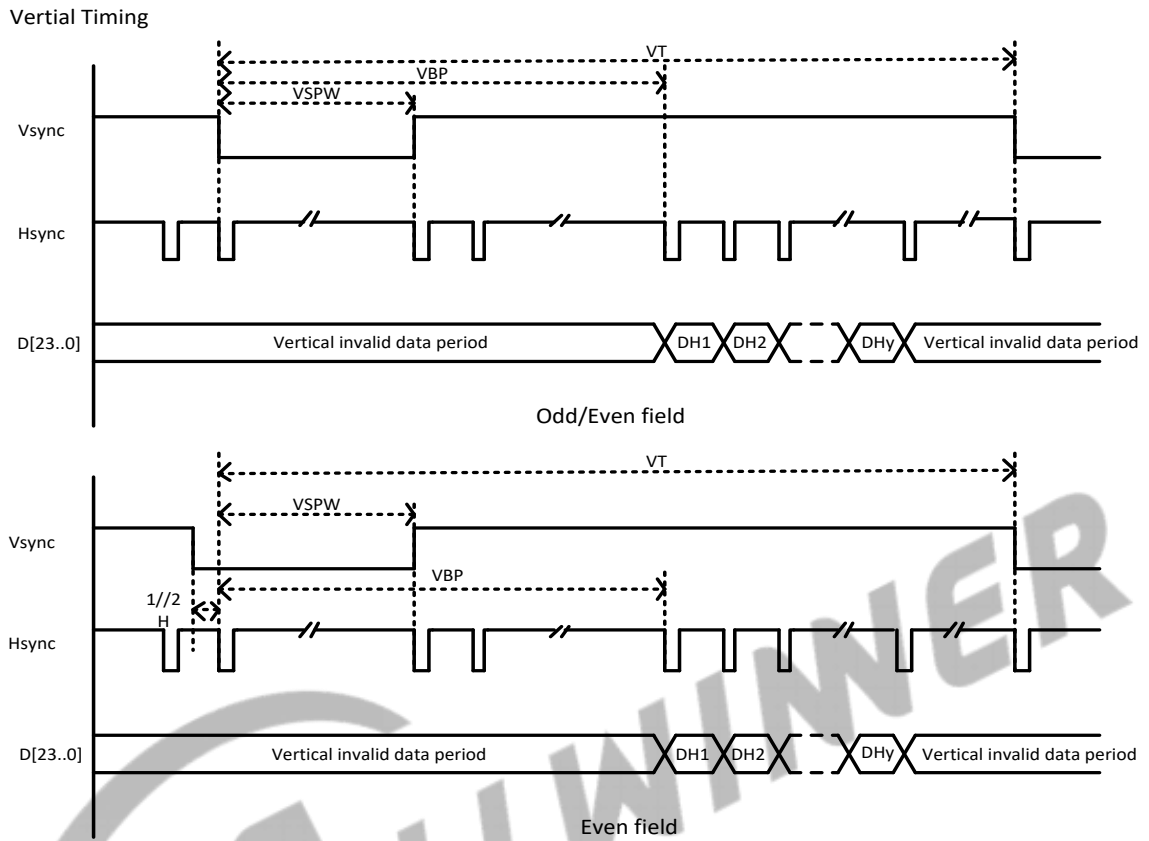 Vertial Timing
VT
VBP
VSPW
Vsync
Hsync
D[23..0]
Vertical invalid data period
DH1
DH2
DHy
Vertical invalid data period
Odd/Even field
VT
VSPW
Vsync
VBP
1//2
H
Hsync
D[23..0]
Vertical invalid data period
DH1
DH2
DHy
Vertical invalid data period
Even field